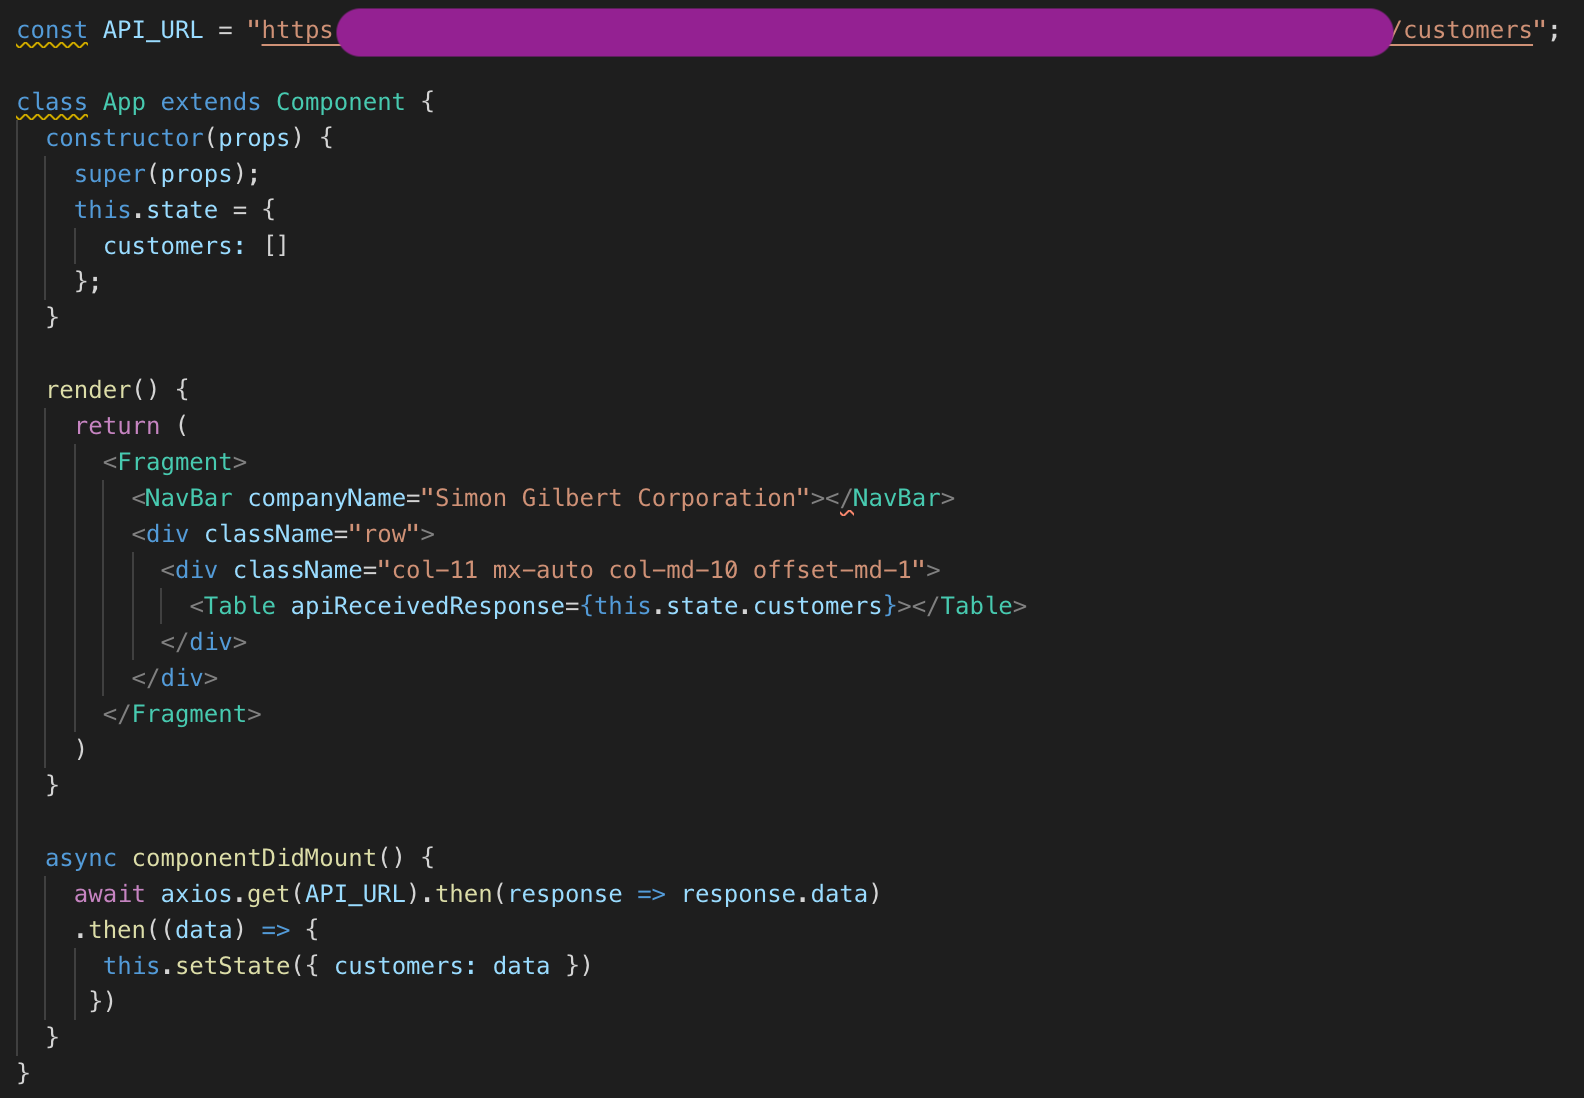 const API_URL = "https /customers";
class App extends Component {
constructor(props) {
super(props);
this.state = {
customers: []
};
}
render() {
return (
<Fragment>
<NavBar companyName="Simon Gilbert Corporation"></NavBar>
<div className="row">
<div className="col-11 mx-auto col-md-10 offset-md-1">
<Table apiReceivedResponse={this.state.customers}></Table>
</div>
</div>
</Fragment>
)
}
async componentDidMount() {
await axios.get(API_URL).then(response => response.data)
.then((data) => {
this.setState({ customers: data })
})
}
}